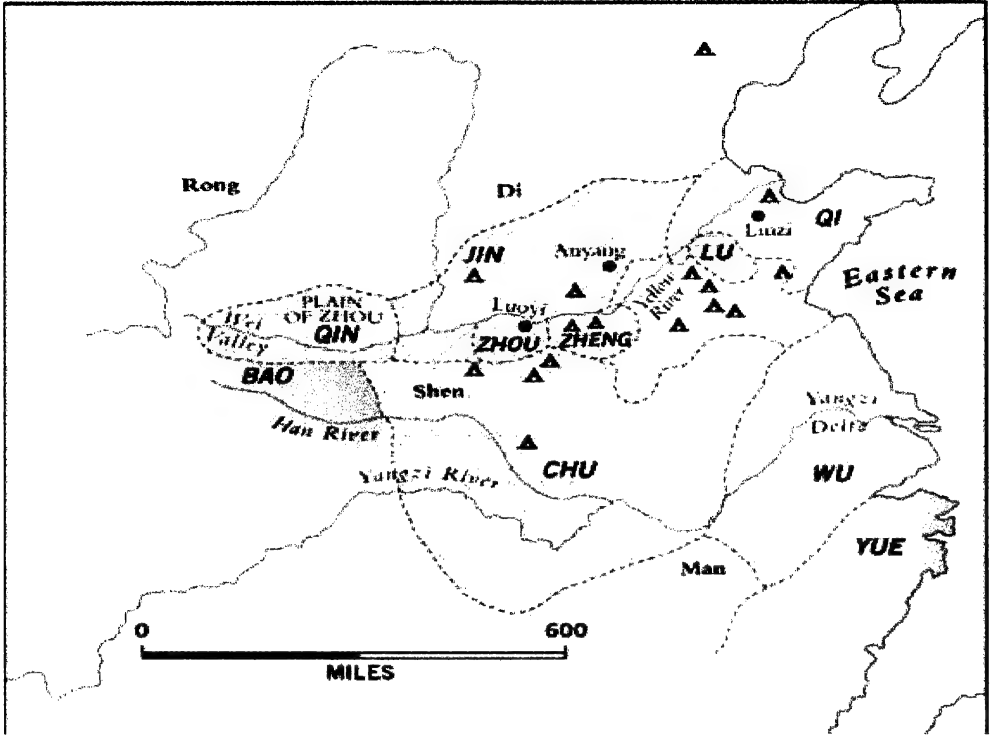 Rong
Di
JIN
Anyang
Linzi
QI
LU
Eastern
Sea
Yellow
River
PLAIN
OF ZHOU
QIN
Wei
Valley
Luoyi
ZHOU
ZHENG
BAO
Shen
Han River
Yangzi River
CHU
Yangzi
Delta
WU
YUE
Man
0 600
MILES